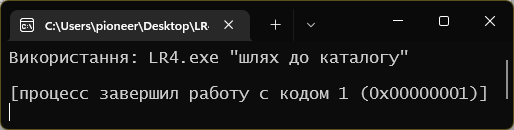 C:\Users\pioneer\Desktop\LR
Використання: LR4.exe "шлях до каталогу"
[процесс завершил работу с кодом 1 (0x00000001)]